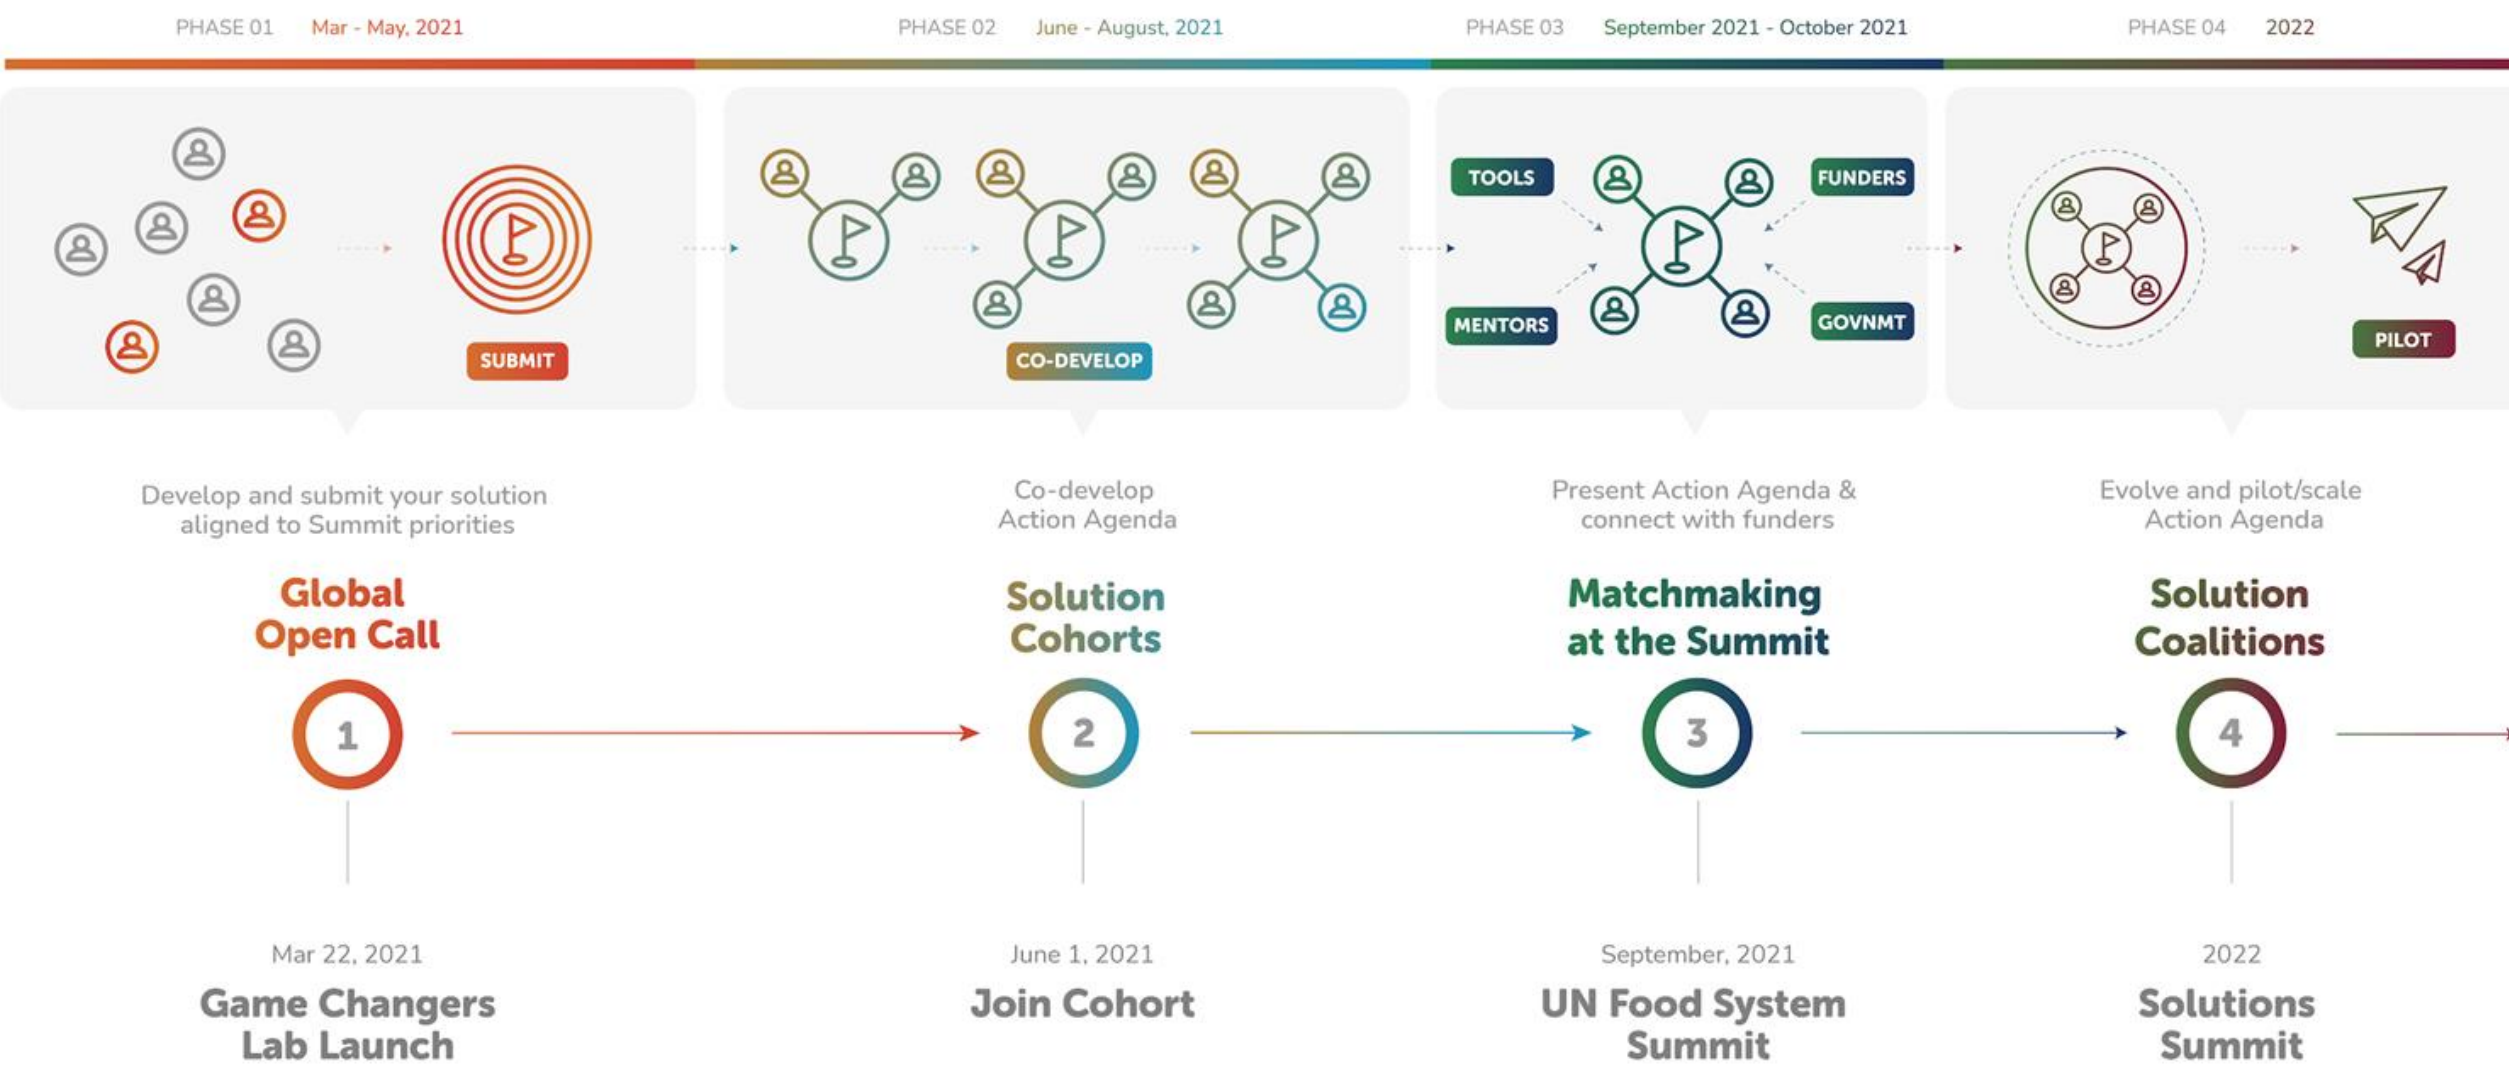 PHASE 01 Mar - May, 2021
PHASE 02 June - August, 2021
PHASE 03 September 2021 - October 2021
PHASE 04 2022
SUBMIT
CO-DEVELOP
TOOLS
FUNDERS
MENTORS
GOVNMT
PILOT
Develop and submit your solution
aligned to Summit priorities
Co-develop
Action Agenda
Present Action Agenda &
connect with funders
Evolve and pilot/scale
Action Agenda
Global
Open Call
Solution
Cohorts
Matchmaking
at the Summit
Solution
Coalitions
1
2
3
4
Mar 22, 2021
Game Changers
Lab Launch
June 1, 2021
Join Cohort
September, 2021
UN Food System
Summit
2022
Solutions
Summit